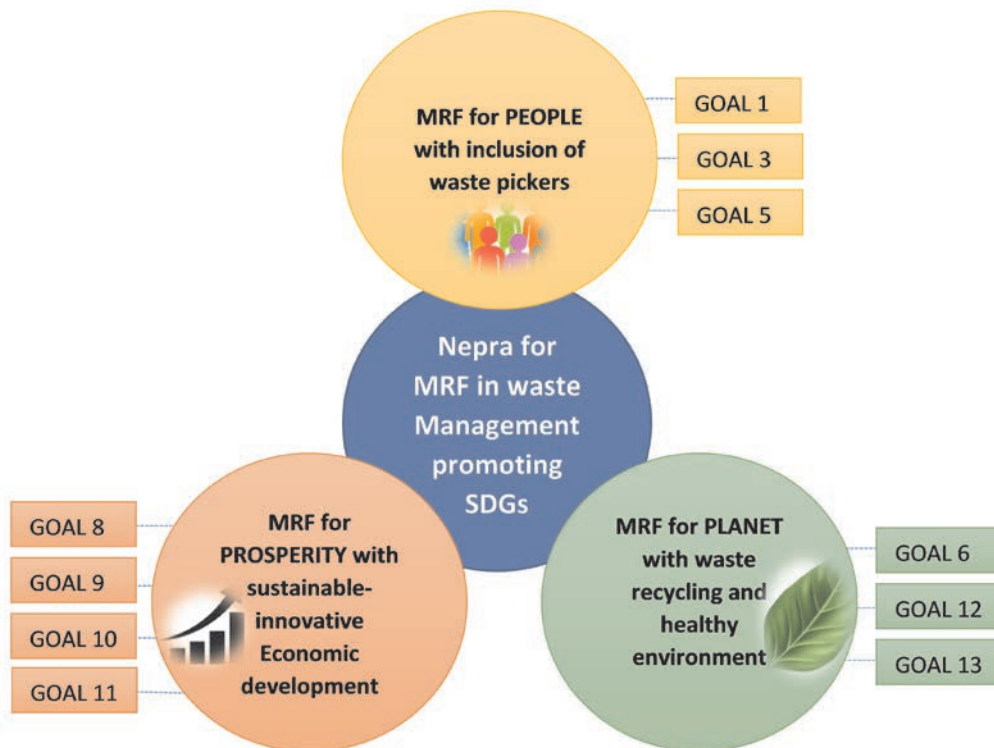 MRF for PEOPLE
with inclusion of
waste pickers
GOAL 1
GOAL 3
GOAL 5
Nepra for
MRF in waste
Management
promoting
SDGs
GOAL 8
GOAL 9
GOAL 10
GOAL 11
MRF for
PROSPERITY with
sustainable-
innovative
Economic
development
MRF for PLANET
with waste
recycling and
healthy
environment
GOAL 6
GOAL 12
GOAL 13